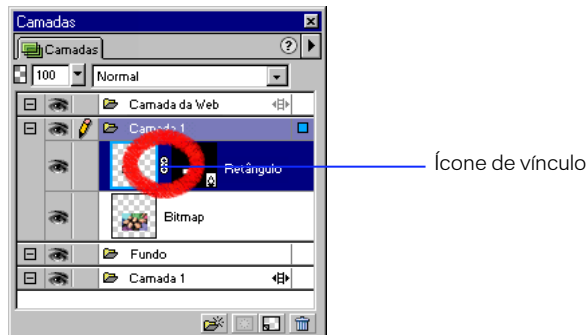 Camadas
Camadas
?
100 Normal
Camada da Web
Camada 1
Retângulo
Ícone de vínculo
Bitmap
Fundo
Camada 1